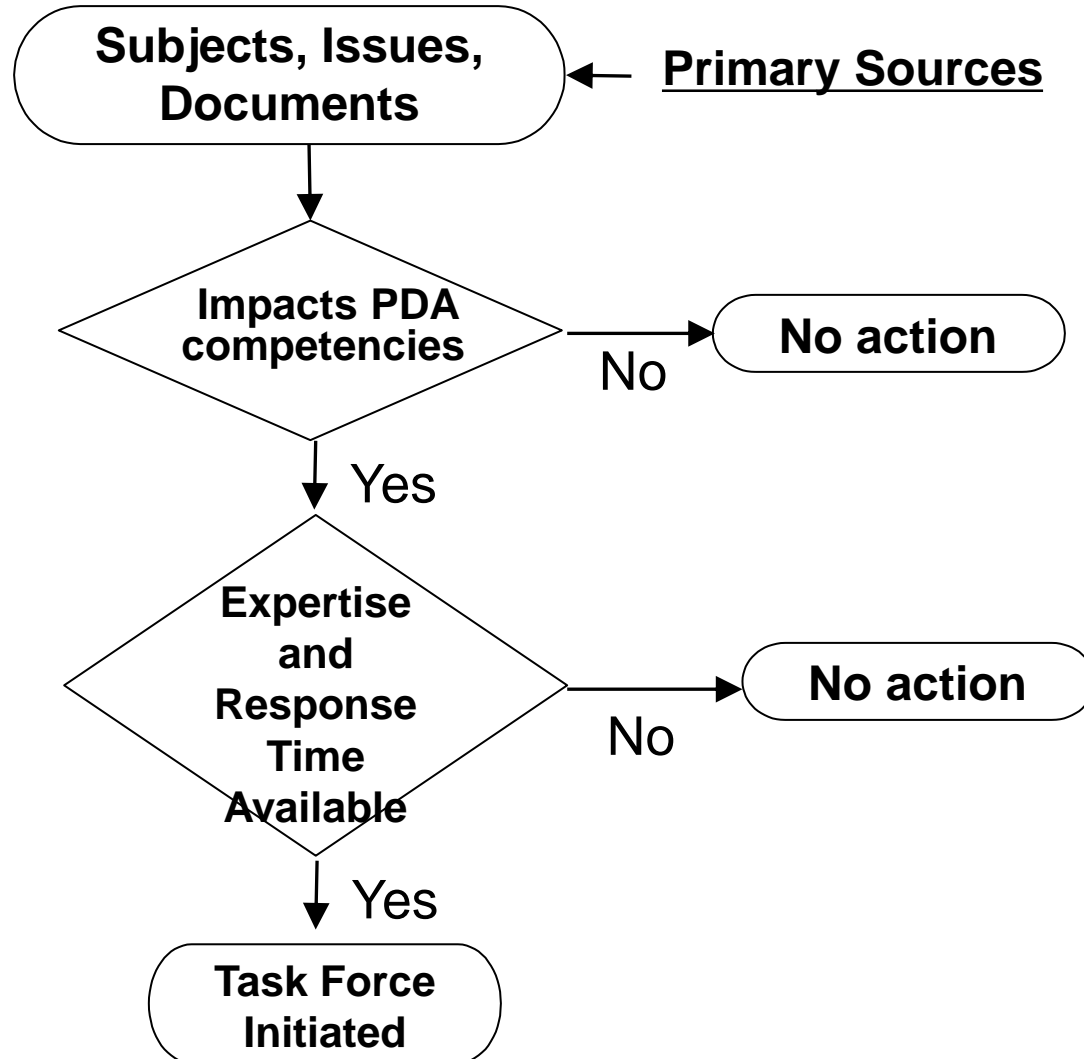 Subjects, Issues,
Documents
Primary Sources
Impacts PDA
competencies
No
No action
Yes
Expertise
and
Response
Time
Available
No
No action
Yes
Task Force
Initiated